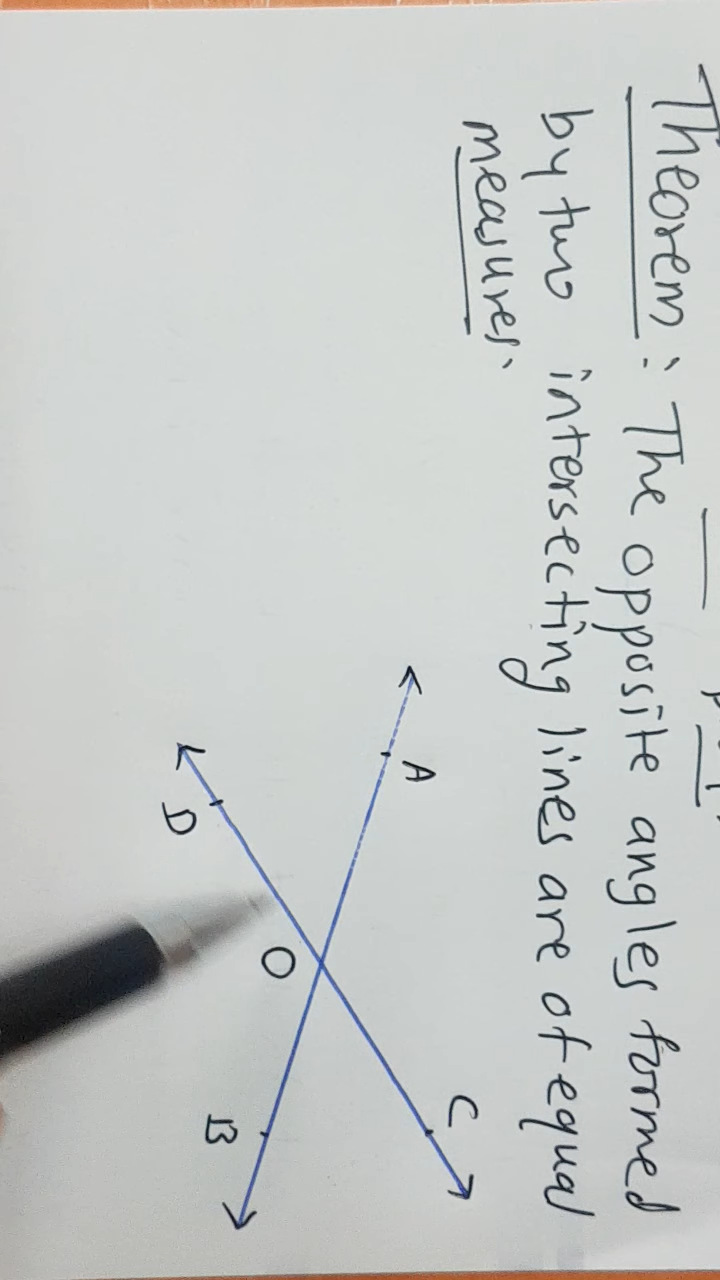 Theorem: The opposite angles formed
by two intersecting lines are of equal
measures.
A
C
D
O
B